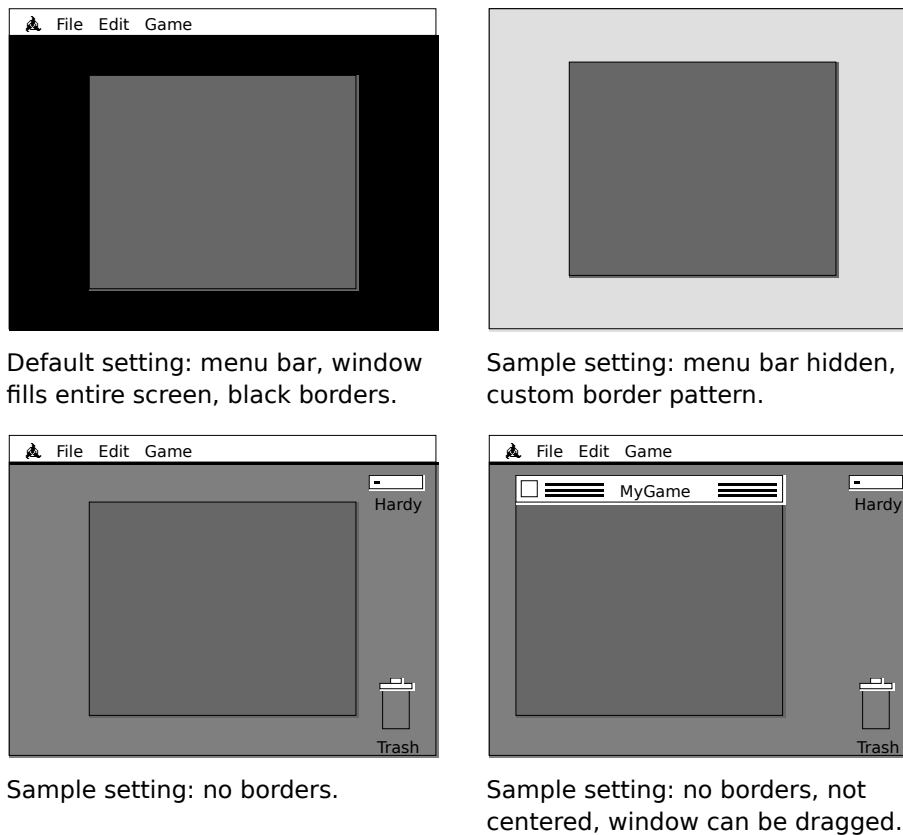 File Edit Game
Default setting: menu bar, window
fills entire screen, black borders.
Sample setting: menu bar hidden,
custom border pattern.
File Edit Game
Hardy
Trash
Sample setting: no borders.
File Edit Game
MyGame
Hardy
Trash
Sample setting: no borders, not
centered, window can be dragged.